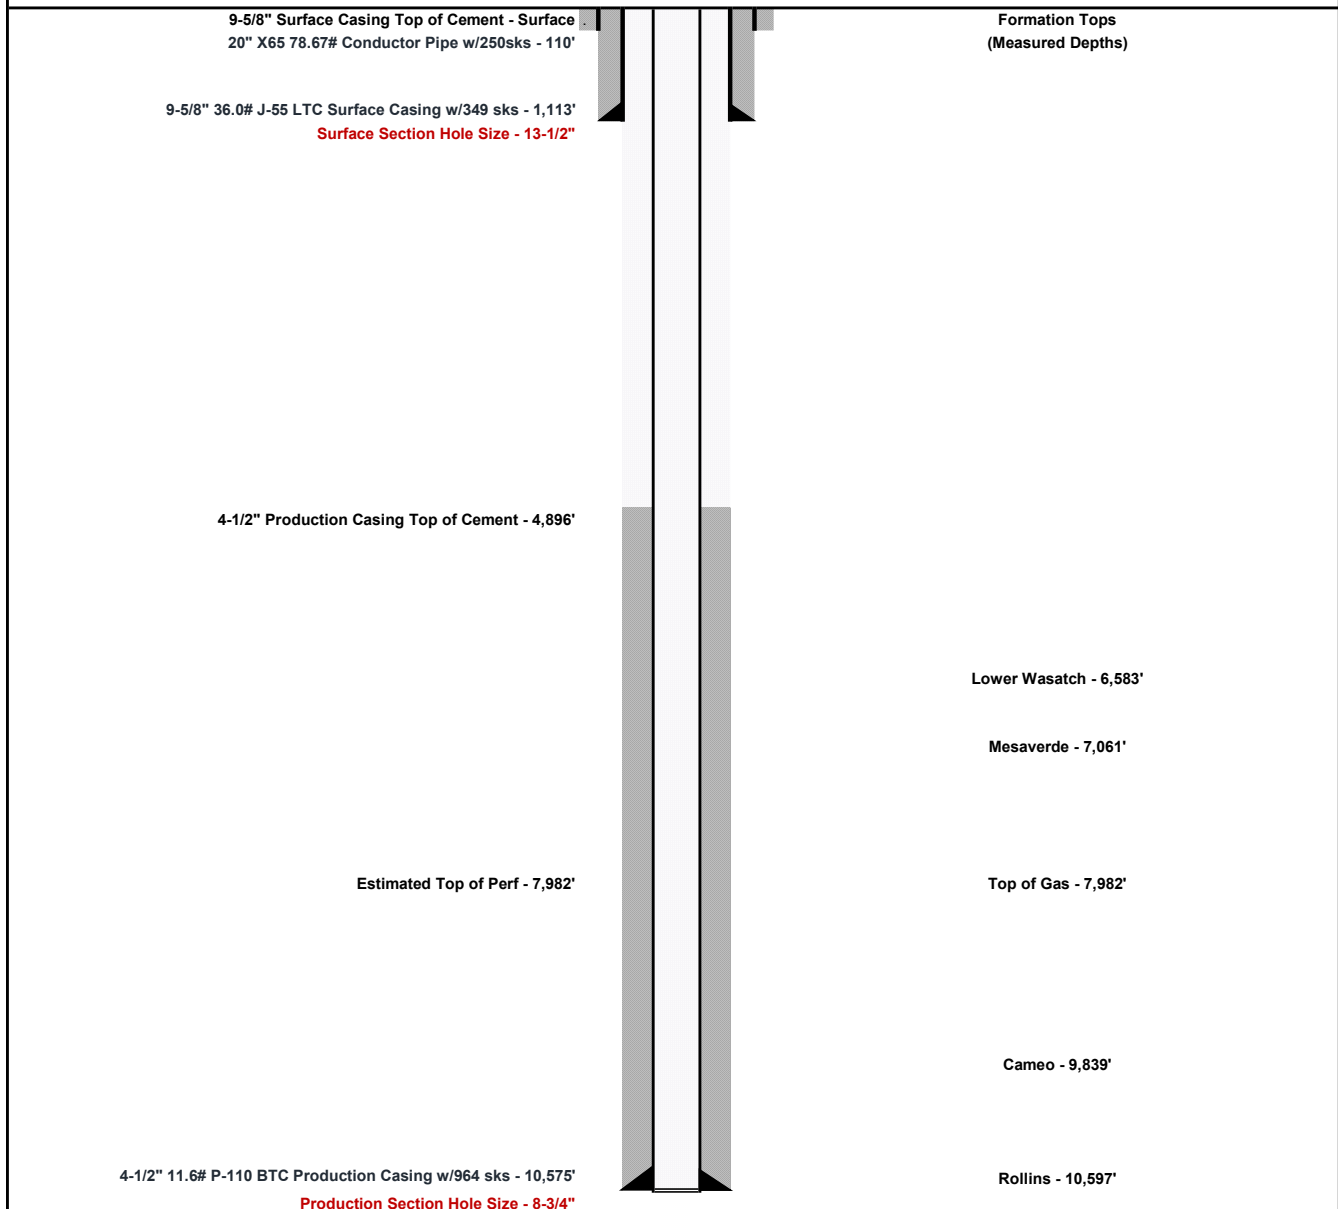 9-5/8" Surface Casing Top of Cement - Surface
Formation Tops
20" X65 78.67# Conductor Pipe w/250sks - 110'
(Measured Depths)
9-5/8" 36.0# J-55 LTC Surface Casing w/349 sks - 1,113'
Surface Section Hole Size - 13-1/2"
4-1/2" Production Casing Top of Cement - 4,896'
Lower Wasatch - 6,583'
Mesaverde - 7,061'
Estimated Top of Perf - 7,982'
Top of Gas - 7,982'
Cameo - 9,839'
4-1/2" 11.6# P-110 BTC Production Casing w/964 sks - 10,575'
Rollins - 10,597'
Production Section Hole Size - 8-3/4"